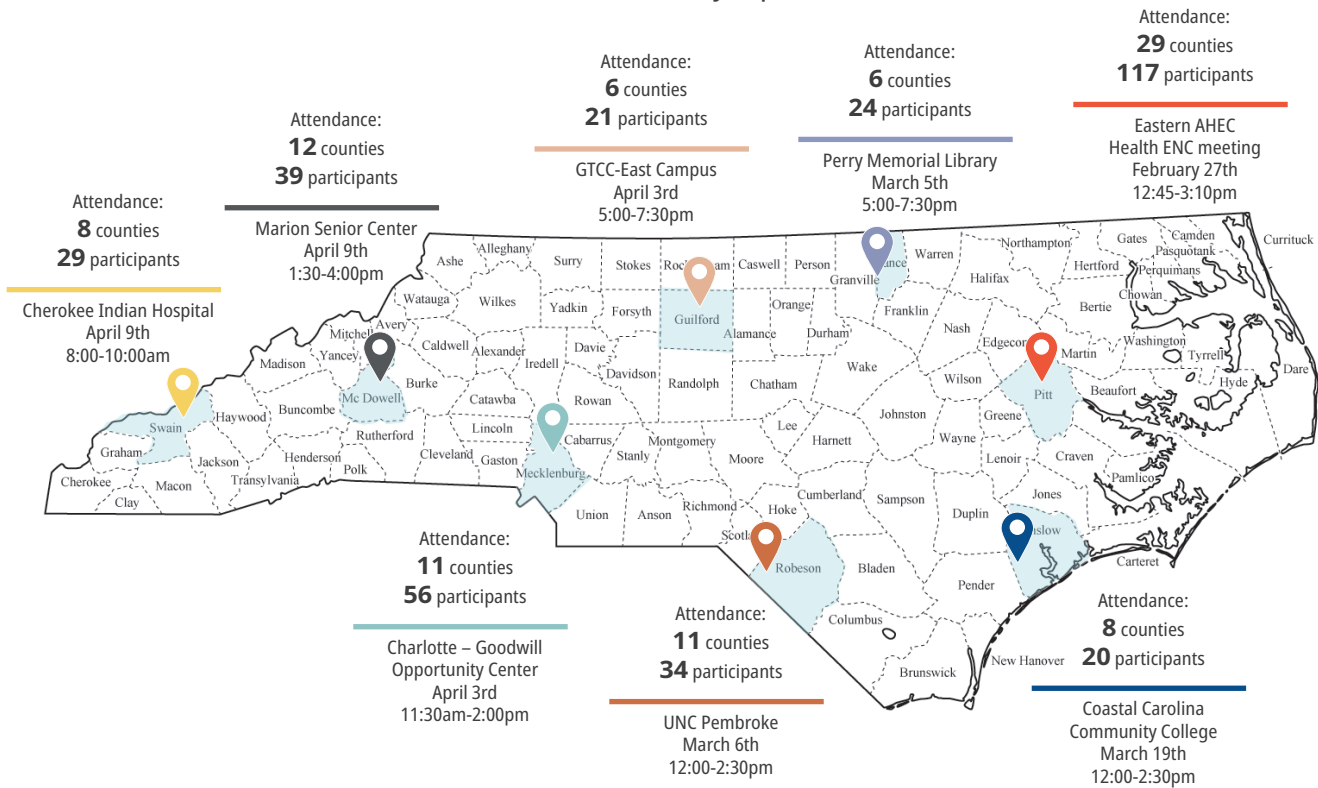 Attendance:
29 counties
117 participants
Eastern AHEC
Health ENC meeting
February 27th
12:45-3:10pm
Attendance:
6 counties
24 participants
Perry Memorial Library
March 5th
5:00-7:30pm
Attendance:
6 counties
21 participants
GTCC-East Campus
April 3rd
5:00-7:30pm
Attendance:
12 counties
39 participants
Marion Senior Center
April 9th
1:30-4:00pm
Attendance:
8 counties
29 participants
Cherokee Indian Hospital
April 9th
8:00-10:00am
Alleghany
Ashe
Surry
Stokes
Caswell
Person
Granville
Warren
Northampton
Gates
Camden
Pasquotank
Currituck
Perquimans
Hertford
Halifax
Chowan
Bertie
Watauga
Wilkes
Yadkin
Forsyth
Guilford
Orange
Alamance
Durham
Franklin
Nash
Martin
Washington
Tyrrell
Dare
Hyde
Mitchell
Avery
Yancey
Caldwell
Alexander
Iredell
Davie
Davidson
Randolph
Chatham
Wake
Wilson
Pitt
Beaufort
Greene
Madison
Burke
Mc Dowell
Buncombe
Haywood
Swain
Graham
Cherokee
Clay
Macon
Jackson
Transylvania
Henderson
Polk
Rutherford
Cleveland
Catawba
Lincoln
Gaston
Rowan
Cabarrus
Mecklenburg
Stanly
Montgomery
Moore
Lee
Harnett
Johnston
Wayne
Lenoir
Craven
Pamlico
Jones
Union
Anson
Richmond
Hoke
Cumberland
Sampson
Duplin
Carteret
Robeson
Bladen
Pender
Columbus
Brunswick
New Hanover
Attendance:
11 counties
56 participants
Charlotte – Goodwill
Opportunity Center
April 3rd
11:30am-2:00pm
Attendance:
11 counties
34 participants
UNC Pembroke
March 6th
12:00-2:30pm
Attendance:
8 counties
20 participants
Coastal Carolina
Community College
March 19th
12:00-2:30pm